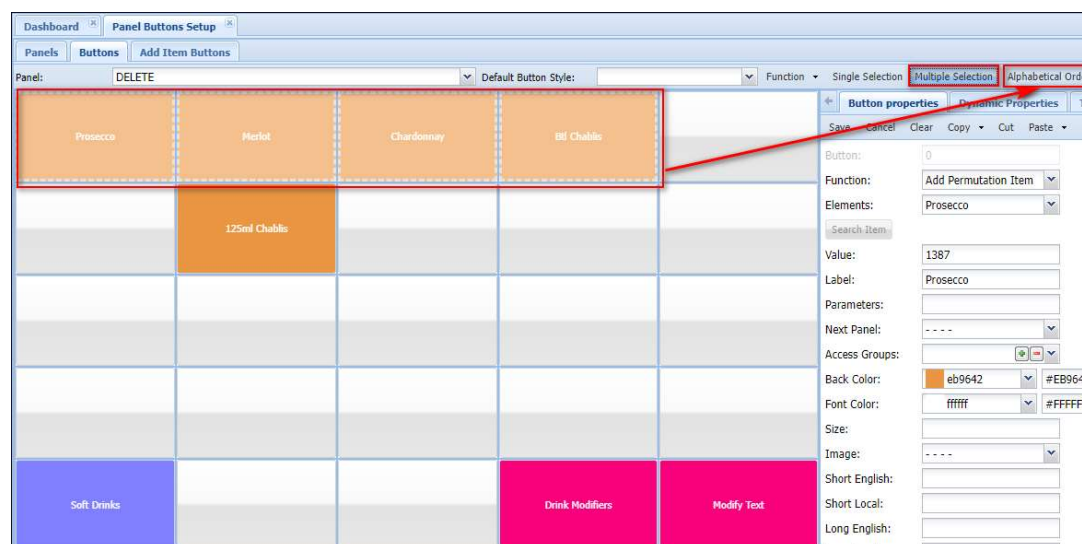 Dashboard
Panel Buttons Setup
Panels Buttons Add Item Buttons
Panel: DELETE Default Button Style: Function Single Selection Multiple Selection Alphabetical Ord
Prosecco Merlot Chardonnay Btl Chablis
125ml Chablis
Soft Drinks Drink Modifiers Modify Text
Button properties Dynamic Properties T
Save Cancel Clear Copy Cut Paste
Button: 0
Function: Add Permutation Item
Elements: Prosecco
Search Item
Value: 1387
Label: Prosecco
Parameters:
Next Panel: - - - -
Access Groups:
Back Color: eb9642 #EB964
Font Color: ffffff #FFFFF
Size:
Image: - - - -
Short English:
Short Local:
Long English: